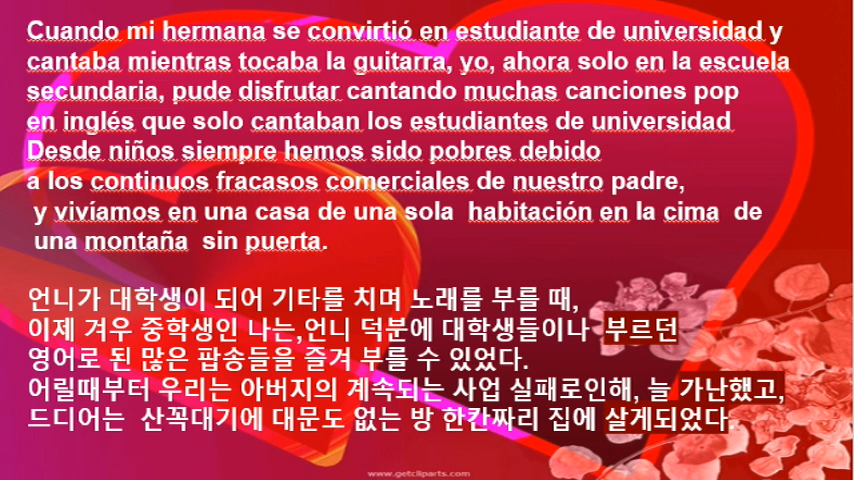 Cuando mi hermana se convirtió en estudiante de universidad y
cantaba mientras tocaba la guitarra, yo, ahora solo en la escuela
secundaria, pude disfrutar cantando muchas canciones pop
en inglés que solo cantaban los estudiantes de universidad
Desde niños siempre hemos sido pobres debido
a los continuos fracasos comerciales de nuestro padre,
y vivíamos en una casa de una sola habitación en la cima de
una montaña sin puerta.
언니가 대학생이 되어 기타를 치며 노래를 부를 때,
이제 겨우 중학생인 나는,언니 덕분에 대학생들이나 부르던
영어로 된 많은 팝송들을 즐겨 부를 수 있었다.
어릴때부터 우리는 아버지의 계속되는 사업 실패로인해, 늘 가난했고,
드디어는 산꼭대기에 대문도 없는 방 한칸짜리 집에 살게되었다.
www.getcliparts.com